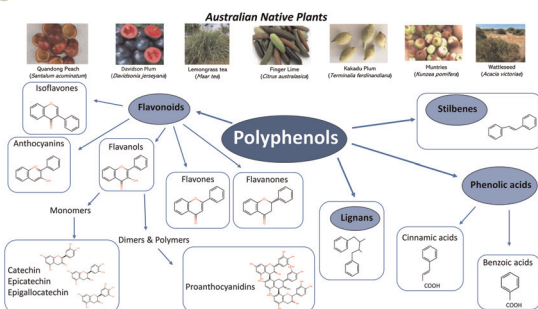 Australian Native Plants
Quandong Peach
(Santalum acuminatum)
Davidson Plum
(Davidsonia jerseyana)
Lemongrass tea
(Maar tea)
Finger Lime
(Citrus australasica)
Kakadu Plum
(Terminalia ferdinandiana)
Muntries
(Kunzea pomifera)
Wattleseed
(Acacia victoriae)
Isoflavones
Flavonoids
Stilbenes
Polyphenols
Anthocyanins
Flavanols
Flavones
Flavanones
Phenolic acids
Lignans
Monomers
Dimers & Polymers
Cinnamic acids
COOH
Benzoic acids
COOH
Catechin
Epicatechin
Epigallocatechin
Proanthocyanidins